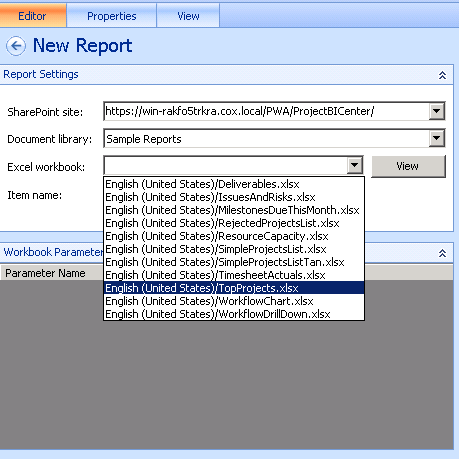 Editor Properties View
New Report
Report Settings
SharePoint site: https://win-rakfo5trkra.cox.local/PWA/ProjectBICenter/
Document library: Sample Reports
Excel workbook: View
Item name:
English (United States)/Deliverables.xlsx
English (United States)/IssuesAndRisks.xlsx
English (United States)/MilestonesDueThisMonth.xlsx
English (United States)/RejectedProjectsList.xlsx
English (United States)/ResourceCapacity.xlsx
English (United States)/SimpleProjectsList.xlsx
English (United States)/SimpleProjectsListTan.xlsx
English (United States)/TimesheetActuals.xlsx
English (United States)/TopProjects.xlsx
English (United States)/WorkflowChart.xlsx
English (United States)/WorkflowDrillDown.xlsx
Workbook Parameter
Parameter Name